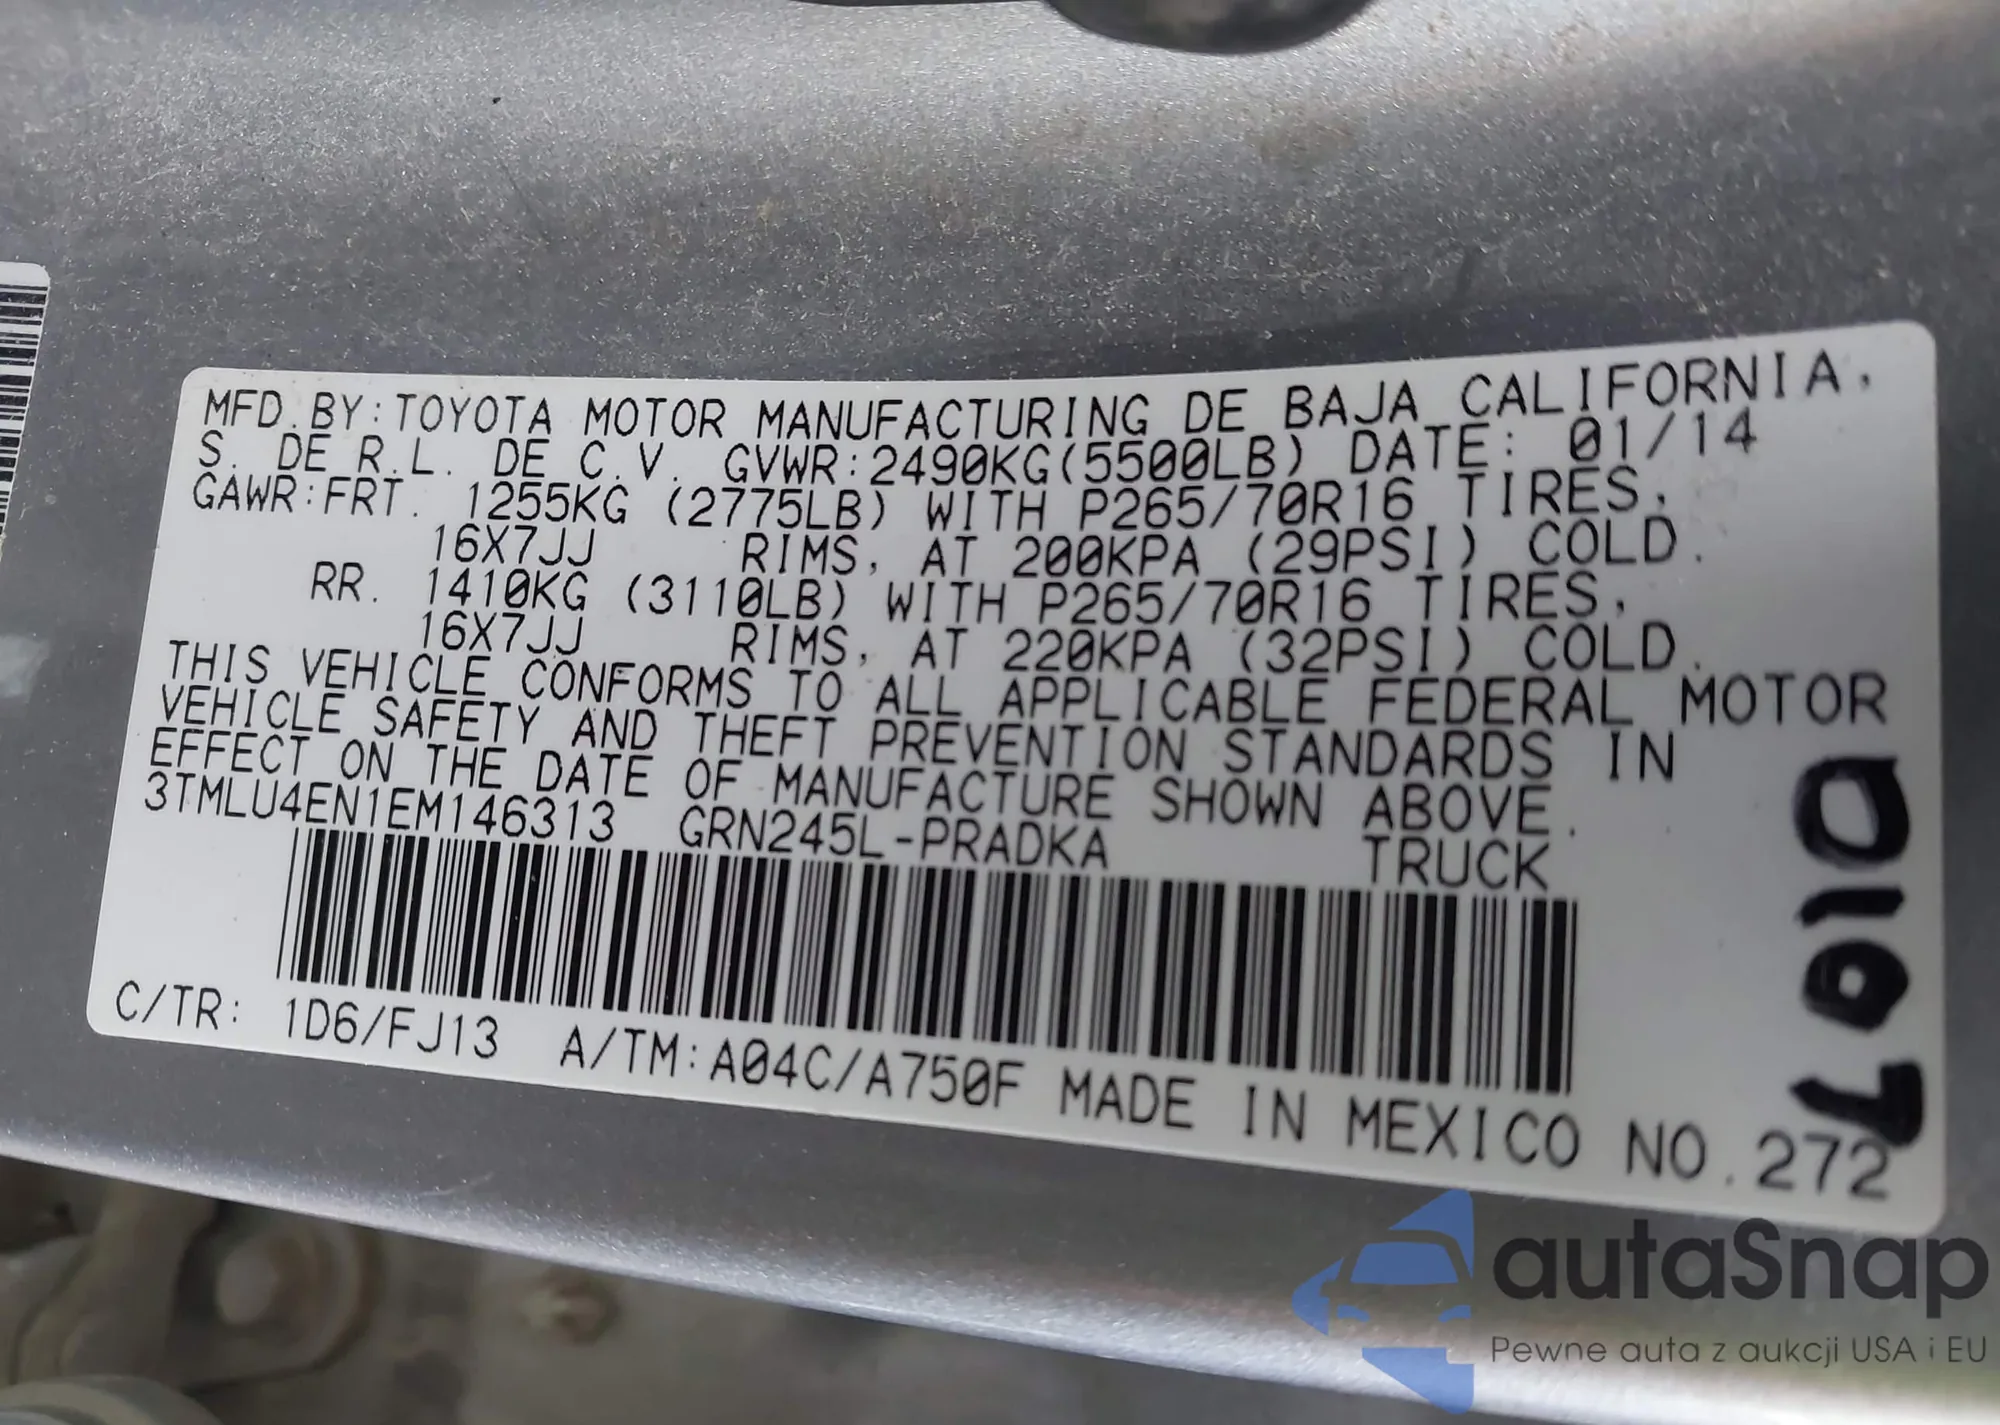 MFD.BY:TOYOTA MOTOR MANUFACTURING DE BAJA CALIFORNIA,
S. DE R.L. DE C.V. GVWR:2490KG(5500LB) DATE: 01/14
GAWR:FRT. 1255KG (2775LB) WITH P265/70R16 TIRES,
16X7JJ RIMS, AT 200KPA (29PSI) COLD.
RR. 1410KG (3110LB) WITH P265/70R16 TIRES,
16X7JJ RIMS, AT 220KPA (32PSI) COLD.
THIS VEHICLE CONFORMS TO ALL APPLICABLE FEDERAL MOTOR
VEHICLE SAFETY AND THEFT PREVENTION STANDARDS IN
EFFECT ON THE DATE OF MANUFACTURE SHOWN ABOVE.
3TMLU4EN1EM146313 GRN245L-PRADKA TRUCK
C/TR: 1D6/FJ13 A/TM:A04C/A750F MADE IN MEXICO NO.272
autaSnap
Pewne auta z aukcji USA i EU